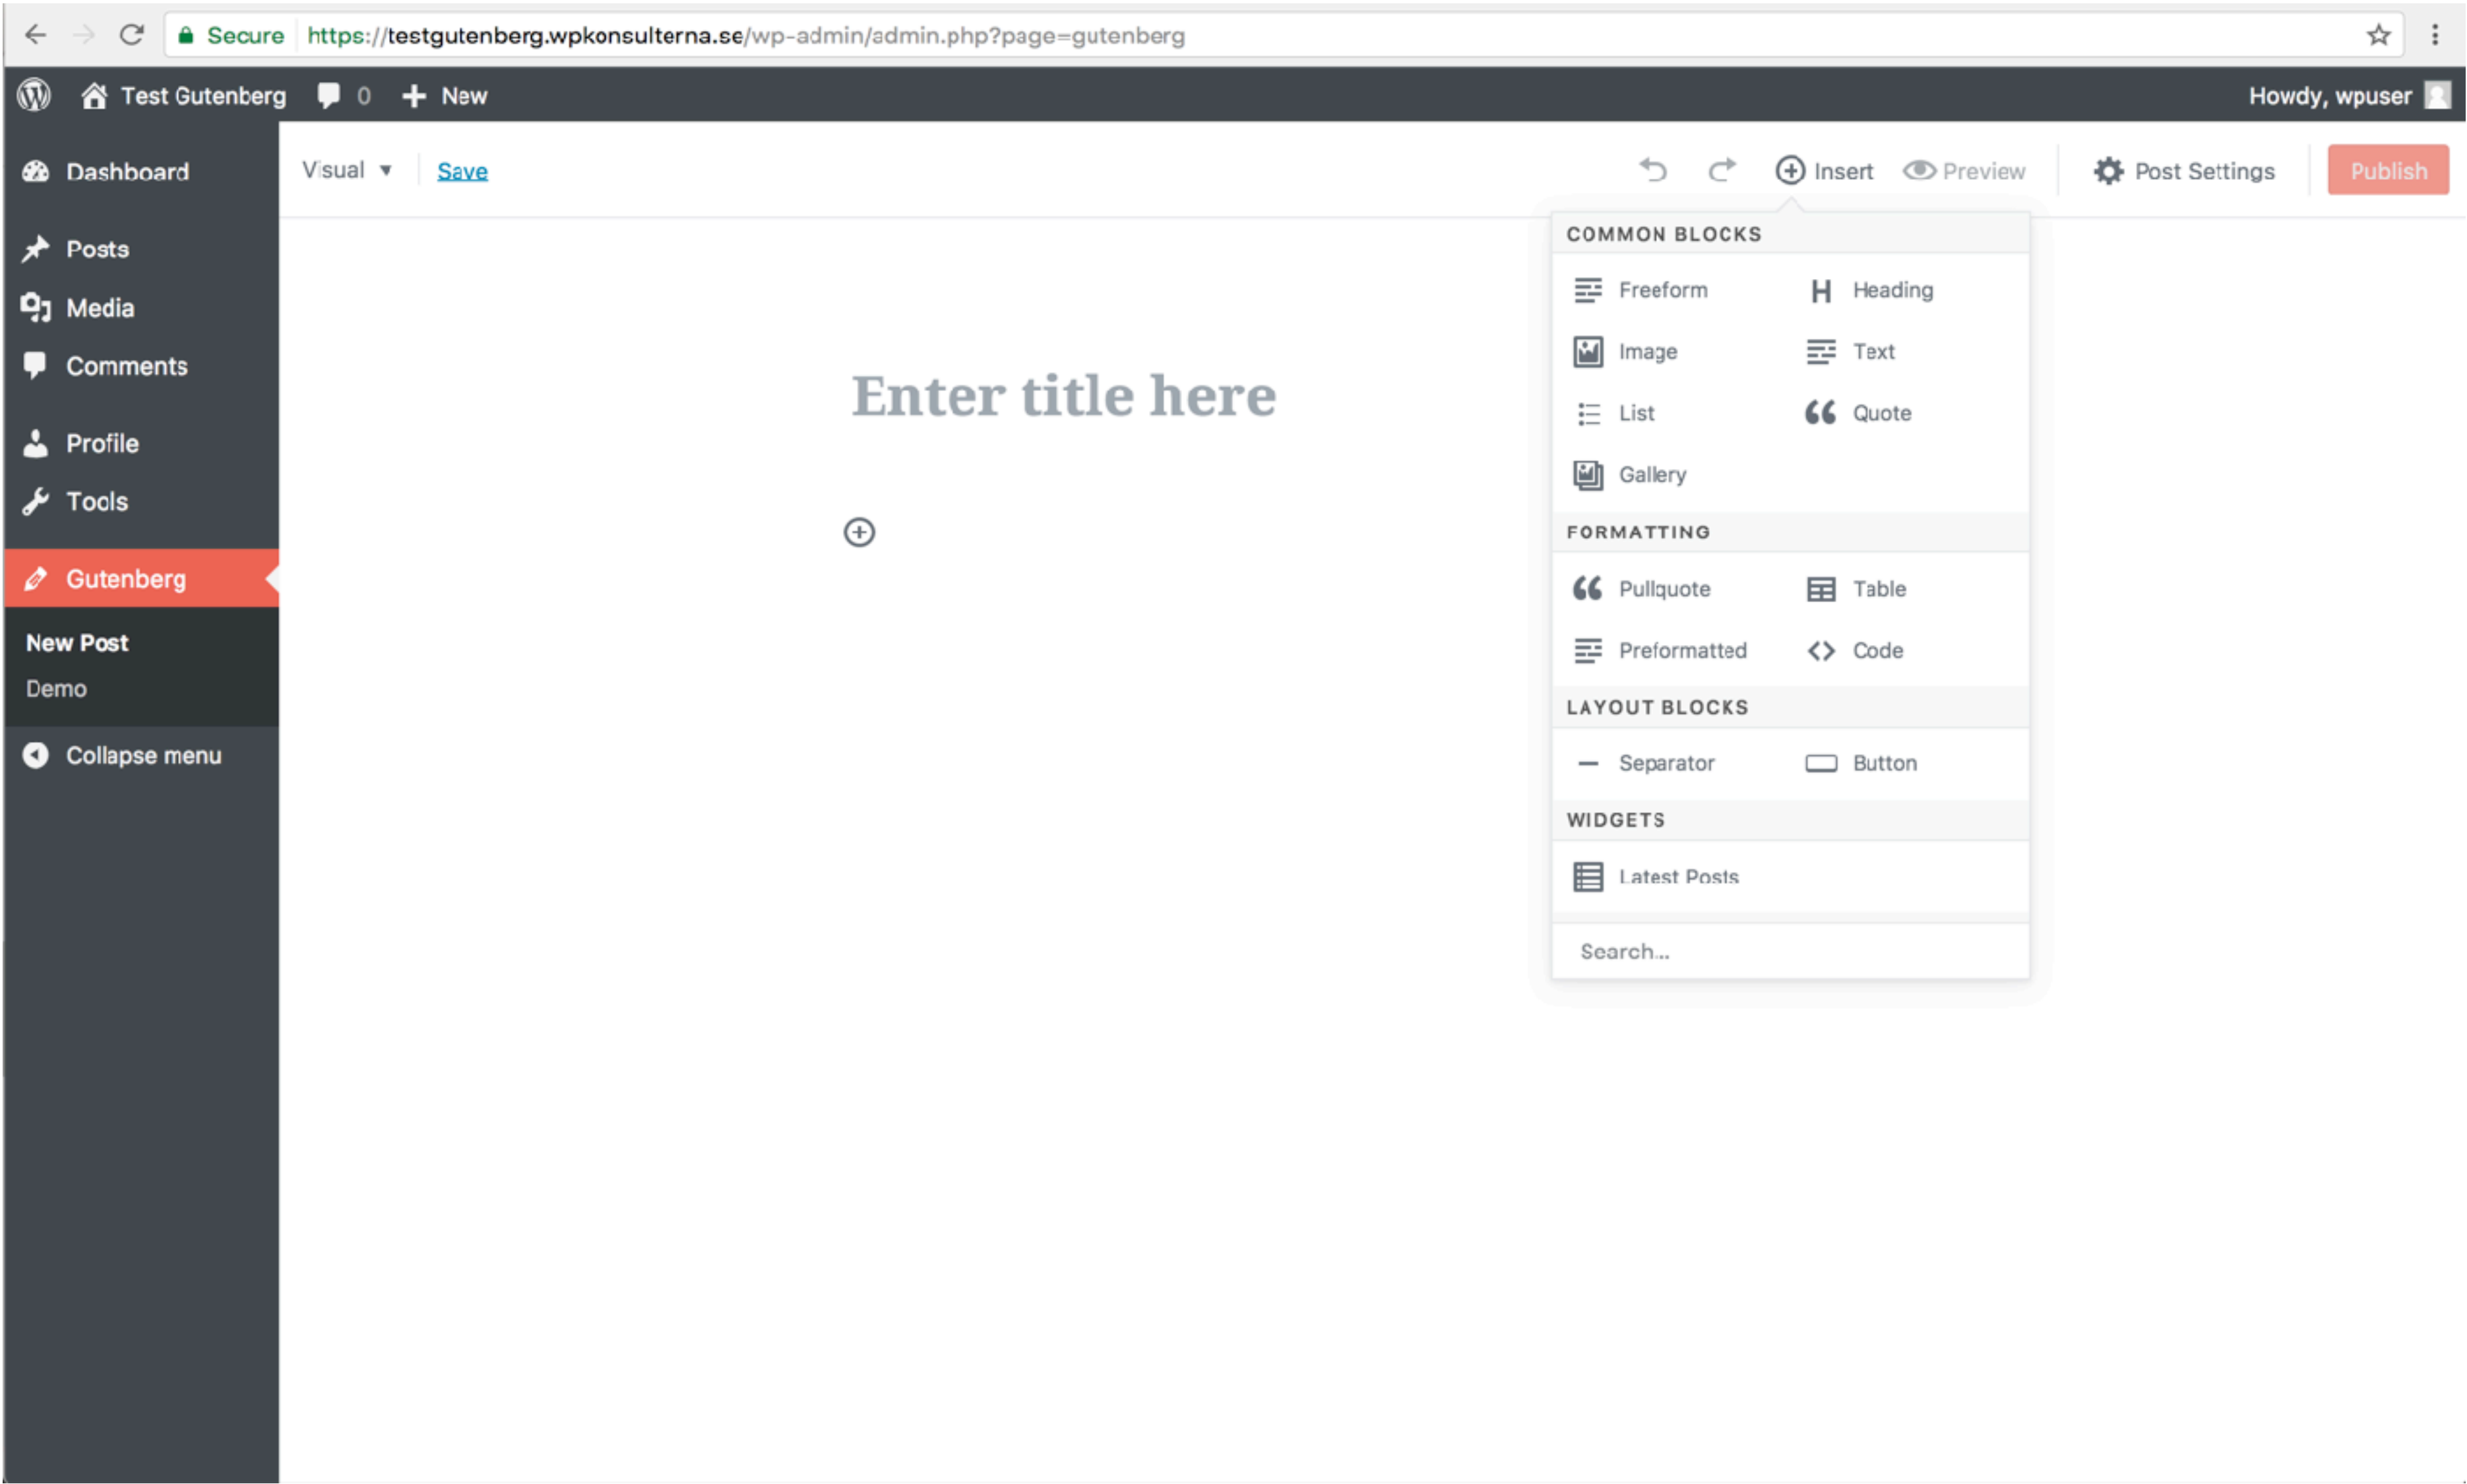 Secure https://testgutenberg.wpkonsulterna.se/wp-admin/admin.php?page=gutenberg
Test Gutenberg 0 New Howdy, wpuser
Dashboard
Posts
Media
Comments
Profile
Tools
Gutenberg
New Post
Demo
Collapse menu
Visual Save Insert Preview Post Settings Publish
Enter title here
COMMON BLOCKS
Freeform Heading
Image Text
List Quote
Gallery
FORMATTING
Pullquote Table
Preformatted Code
LAYOUT BLOCKS
Separator Button
WIDGETS
Latest Posts
Search...